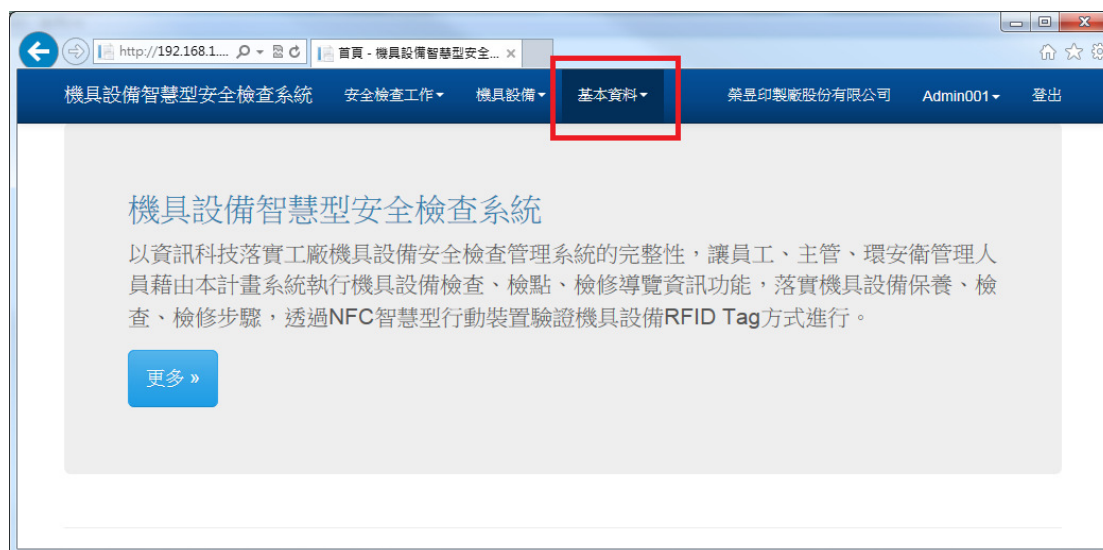 http://192.168.1.... 首頁 - 機具設備智慧型安全...
機具設備智慧型安全檢查系統 安全檢查工作 機具設備 基本資料 榮昱印製廠股份有限公司 Admin001 登出
機具設備智慧型安全檢查系統
以資訊科技落實工廠機具設備安全檢查管理系統的完整性，讓員工、主管、環安衛管理人
員藉由本計畫系統執行機具設備檢查、檢點、檢修導覽資訊功能，落實機具設備保養、檢
查、檢修步驟，透過NFC智慧型行動裝置驗證機具設備RFID Tag方式進行。
更多 »